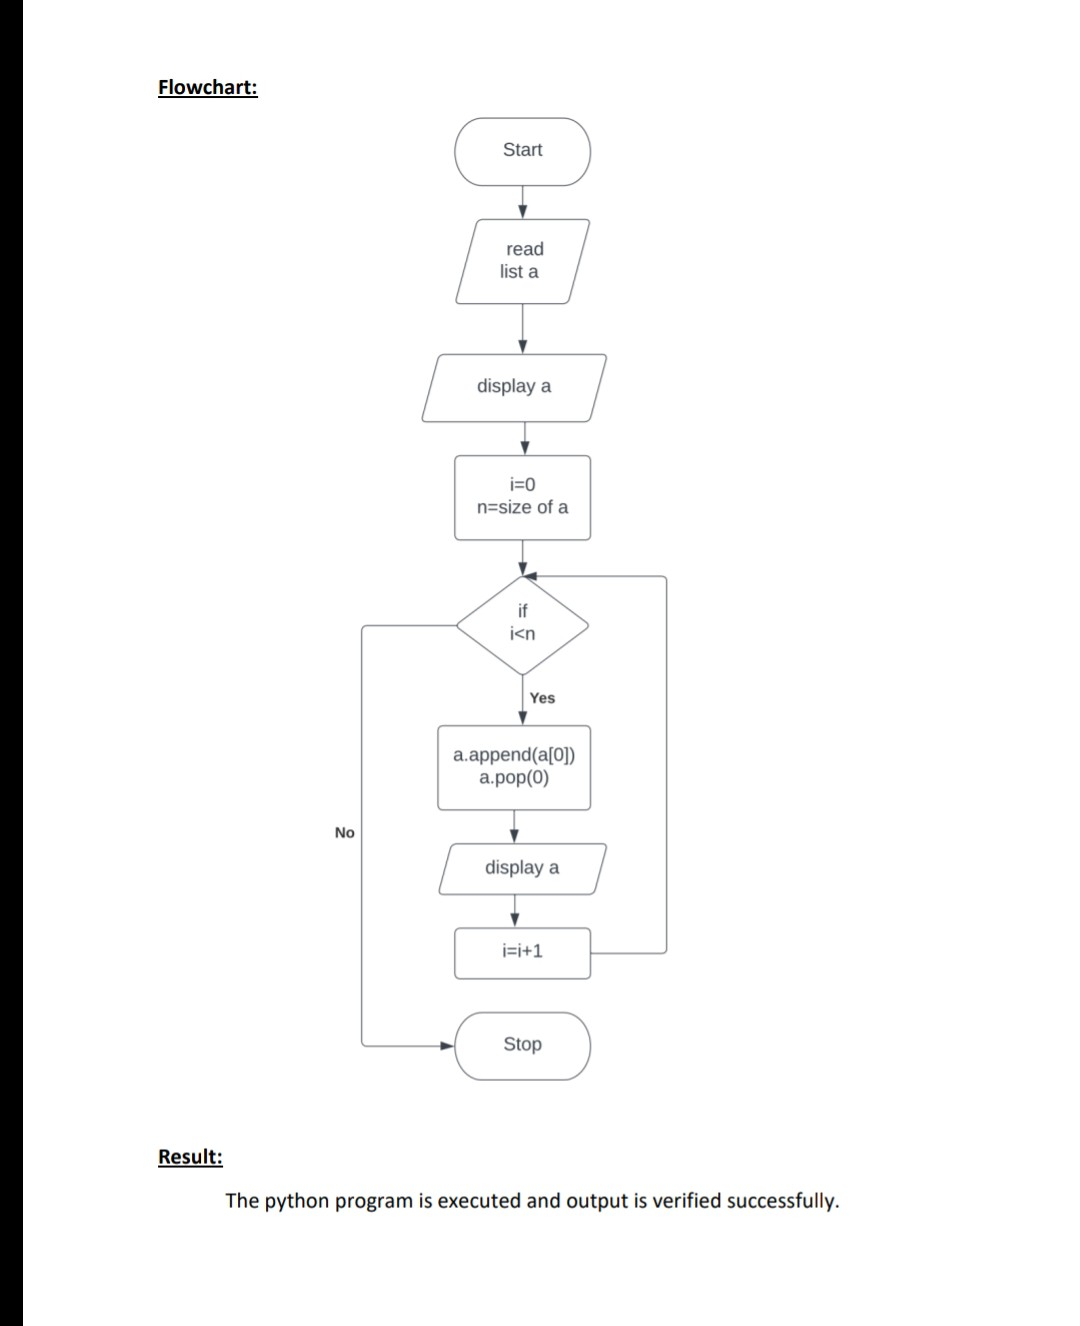 Flowchart:
Start
read
list a
display a
i=0
n=size of a
if
i<n
Yes
a.append(a[0])
a.pop(0)
No
display a
i=i+1
Stop
Result:
The python program is executed and output is verified successfully.